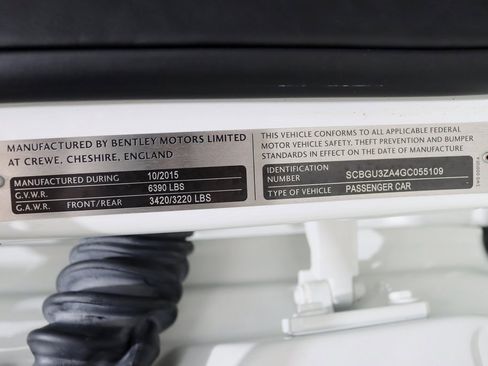 MANUFACTURED BY BENTLEY MOTORS LIMITED
AT CREWE, CHESHIRE, ENGLAND
MANUFACTURED DURING 10/2015
G.V.W.R. 6390 LBS
G.A.W.R. FRONT/REAR 3420/3220 LBS
THIS VEHICLE CONFORMS TO ALL APPLICABLE FEDERAL
MOTOR VEHICLE SAFETY, THEFT PREVENTION AND BUMPER
STANDARDS IN EFFECT ON THE DATE OF MANUFACTURE
IDENTIFICATION
NUMBER SCBGU3ZA4GC055109
TYPE OF VEHICLE PASSENGER CAR